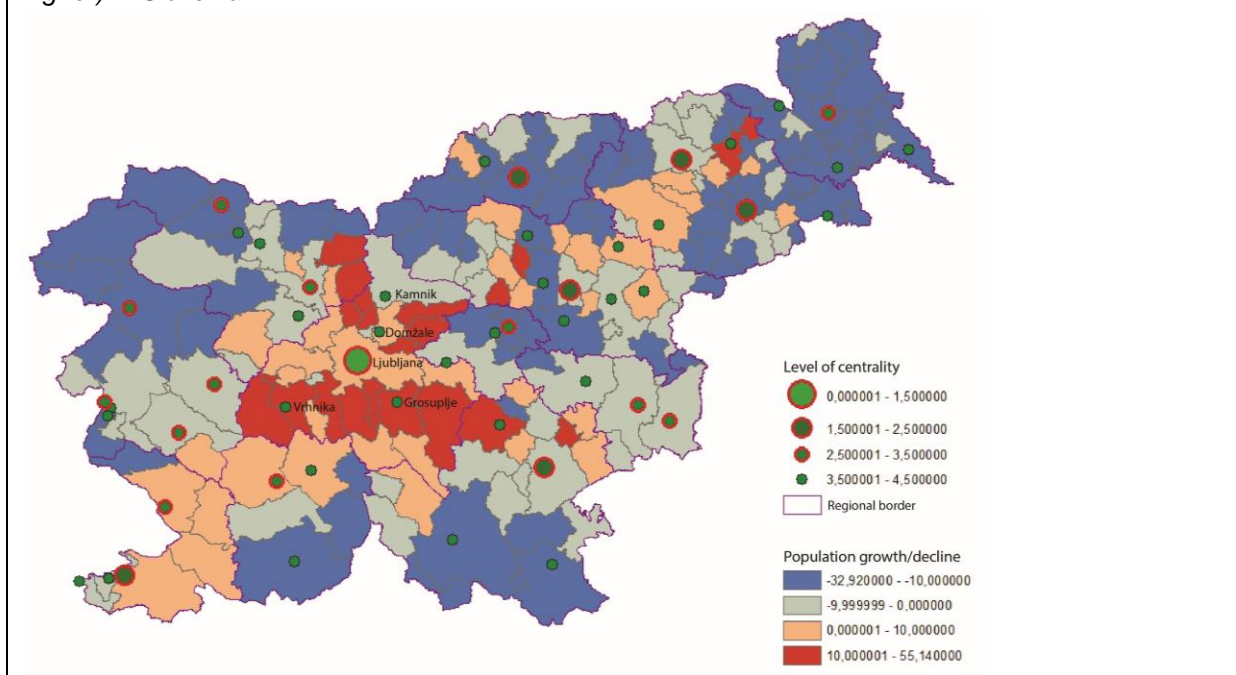 Kamnik
Domžale
Ljubljana
Vrhnika
Grosuplje
Level of centrality
0,000001 - 1,500000
1,500001 - 2,500000
2,500001 - 3,500000
3,500001 - 4,500000
Regional border
Population growth/decline
-32,920000 - -10,000000
-9,999999 - 0,000000
0,000001 - 10,000000
10,000001 - 55,140000